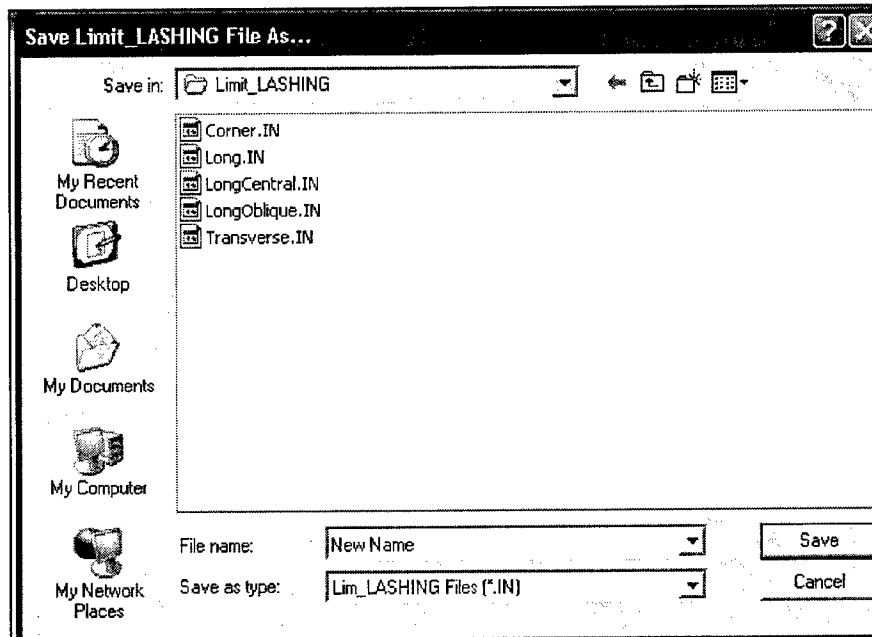 Save Limit_LASHING File As...
Save in:
Limit_LASHING
My Recent
Documents
Desktop
My Documents
My Computer
My Network
Places
Corner.IN
Long.IN
LongCentral.IN
LongOblique.IN
Transverse.IN
File name:
New Name
Save
Save as type:
Lim_LASHING Files (*.IN)
Cancel